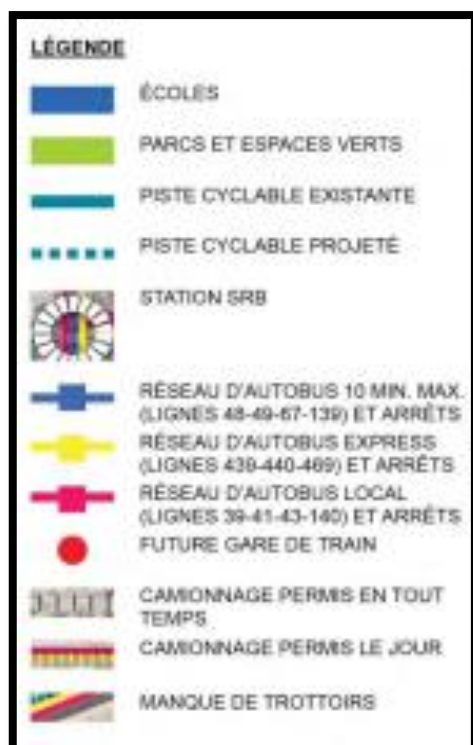 LÉGENDE
ÉCOLES
PARCS ET ESPACES VERTS
PISTE CYCLABLE EXISTANTE
PISTE CYCLABLE PROJETÉ
STATION SRB
RÉSEAU D'AUTOBUS 10 MIN. MAX.
(LIGNES 48-49-67-139) ET ARRÊTS
RÉSEAU D'AUTOBUS EXPRESS
(LIGNES 439-440-469) ET ARRÊTS
RÉSEAU D'AUTOBUS LOCAL
(LIGNES 39-41-43-140) ET ARRÊTS
FUTURE GARE DE TRAIN
CAMIONNAGE PERMIS EN TOUT
TEMPS
CAMIONNAGE PERMIS LE JOUR
MANQUE DE TROTTOIRS